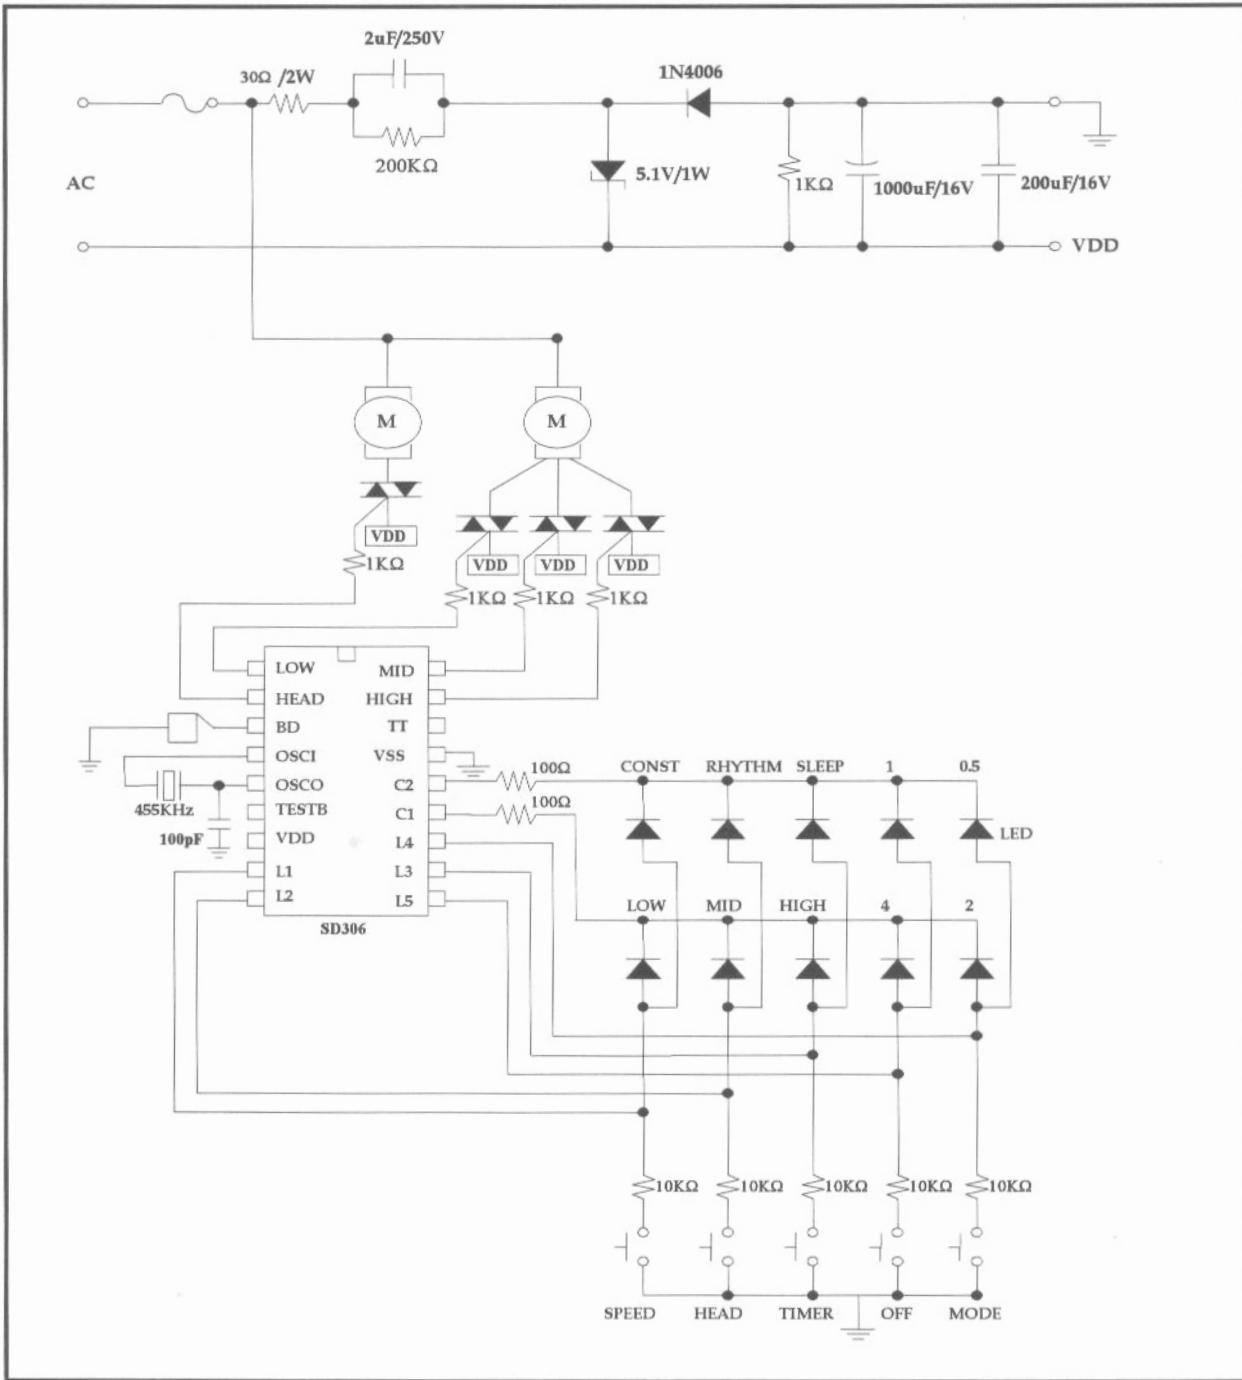 2uF/250V
30Ω /2W
1N4006
200KΩ
AC
5.1V/1W
1KΩ
1000uF/16V
200uF/16V
VDD
M
M
VDD
1KΩ
VDD
VDD
VDD
1KΩ
1KΩ
1KΩ
LOW
MID
HEAD
HIGH
BD
TT
OSCI
VSS
OSCO
C2
TESTB
C1
VDD
L4
L1
L3
L2
L5
SD306
455KHz
100pF
100Ω
100Ω
CONST
RHYTHM
SLEEP
1
0.5
LED
LOW
MID
HIGH
4
2
10KΩ
10KΩ
10KΩ
10KΩ
10KΩ
SPEED
HEAD
TIMER
OFF
MODE